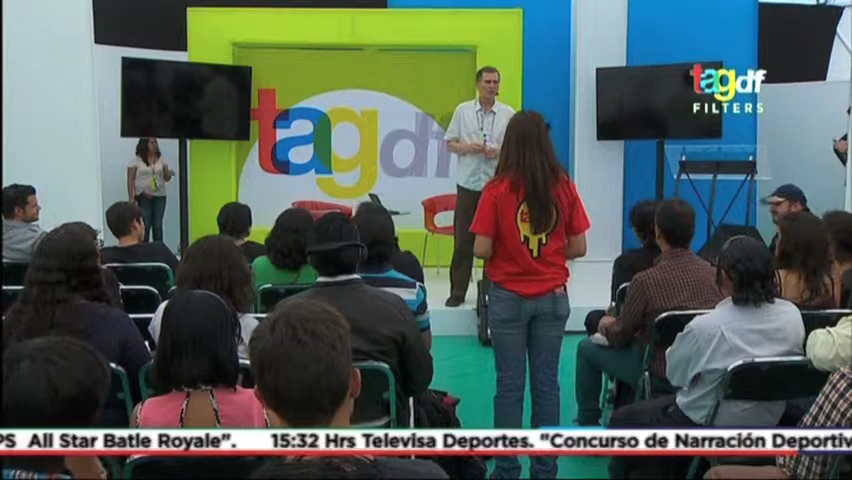 tagdf
FILTERS
tagdf
PS All Star Batle Royale". 15:32 Hrs Televisa Deportes. "Concurso de Narración Deportiv